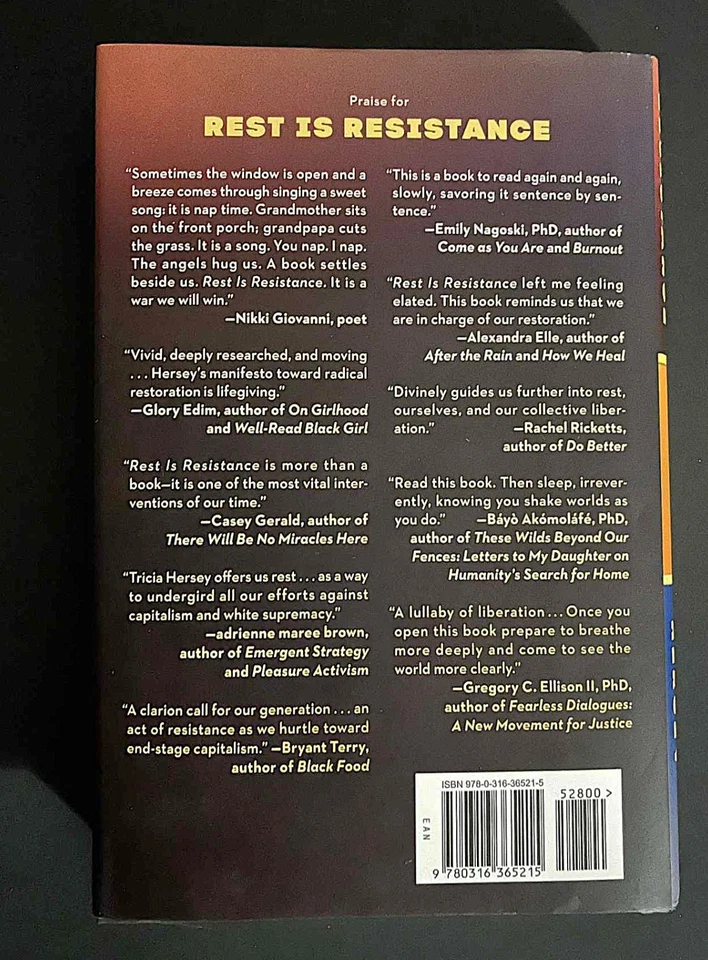 Praise for
REST IS RESISTANCE
“Sometimes the window is open and a
breeze comes through singing a sweet
song: it is nap time. Grandmother sits
on the front porch; grandpapa cuts
the grass. It is a song. You nap. I nap.
The angels hug us. A book settles
beside us. Rest Is Resistance. It is a
war we will win.”
—Nikki Giovanni, poet
“Vivid, deeply researched, and moving
. . . Hersey’s manifesto toward radical
restoration is lifegiving.”
—Glory Edim, author of On Girlhood
and Well-Read Black Girl
“Rest Is Resistance is more than a
book—it is one of the most vital inter-
ventions of our time.”
—Casey Gerald, author of
There Will Be No Miracles Here
“Tricia Hersey offers us rest . . . as a way
to undergird all our efforts against
capitalism and white supremacy.”
—adrienne maree brown,
author of Emergent Strategy
and Pleasure Activism
“A clarion call for our generation . . . an
act of resistance as we hurtle toward
end-stage capitalism.” —Bryant Terry,
author of Black Food
“This is a book to read again and again,
slowly, savoring it sentence by sen-
tence.”
—Emily Nagoski, PhD, author of
Come as You Are and Burnout
“Rest Is Resistance left me feeling
elated. This book reminds us that we
are in charge of our restoration.”
—Alexandra Elle, author of
After the Rain and How We Heal
“Divinely guides us further into rest,
ourselves, and our collective liber-
ation.” —Rachel Ricketts,
author of Do Better
“Read this book. Then sleep, irrever-
ently, knowing you shake worlds as
you do.” —Báyò Akómoláfé, PhD,
author of These Wilds Beyond Our
Fences: Letters to My Daughter on
Humanity’s Search for Home
“A lullaby of liberation . . . Once you
open this book prepare to breathe
more deeply and come to see the
world more clearly.”
—Gregory C. Ellison II, PhD,
author of Fearless Dialogues:
A New Movement for Justice
ISBN 978-0-316-36521-5
52800 >
EAN
9 780316 365215